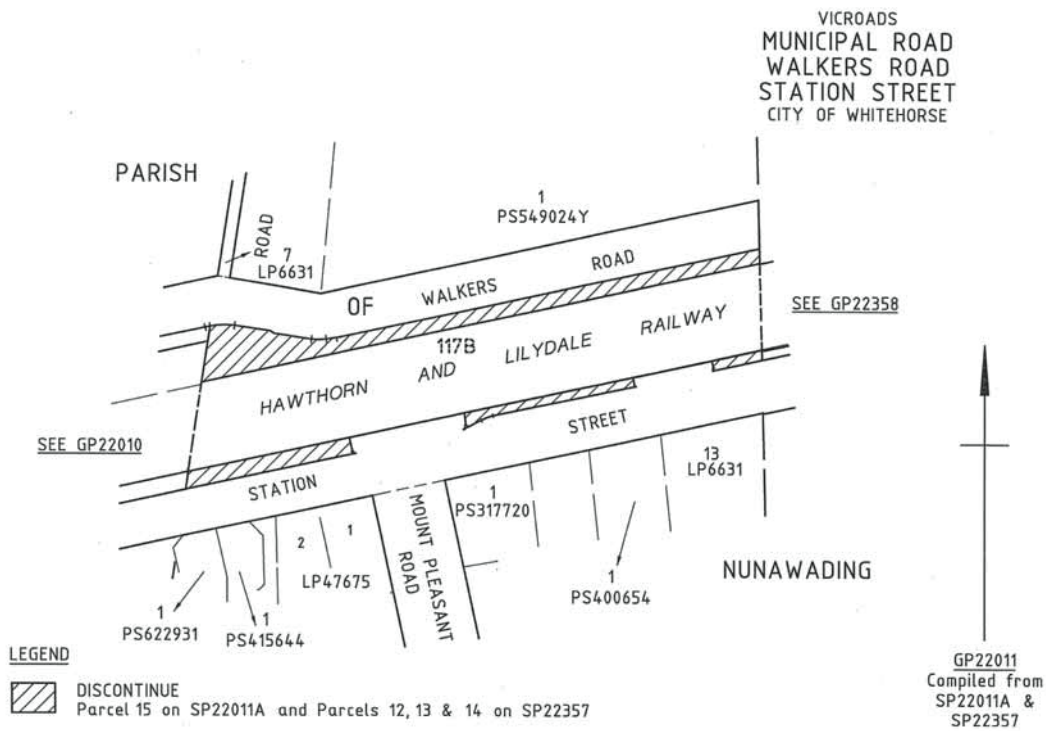 VICROADS
MUNICIPAL ROAD
WALKERS ROAD
STATION STREET
CITY OF WHITEHORSE
PARISH
ROAD
7
LP6631
1
PS549024Y
OF
WALKERS ROAD
SEE GP22358
117B
HAWTHORN AND LILYDALE RAILWAY
SEE GP22010
STATION STREET
13
LP6631
1
PS317720
MOUNT PLEASANT
ROAD
2 1
LP47675
1
PS400654
NUNAWADING
1
PS622931
1
PS415644
LEGEND
DISCONTINUE
Parcel 15 on SP22011A and Parcels 12, 13 & 14 on SP22357
GP22011
Compiled from
SP22011A &
SP22357